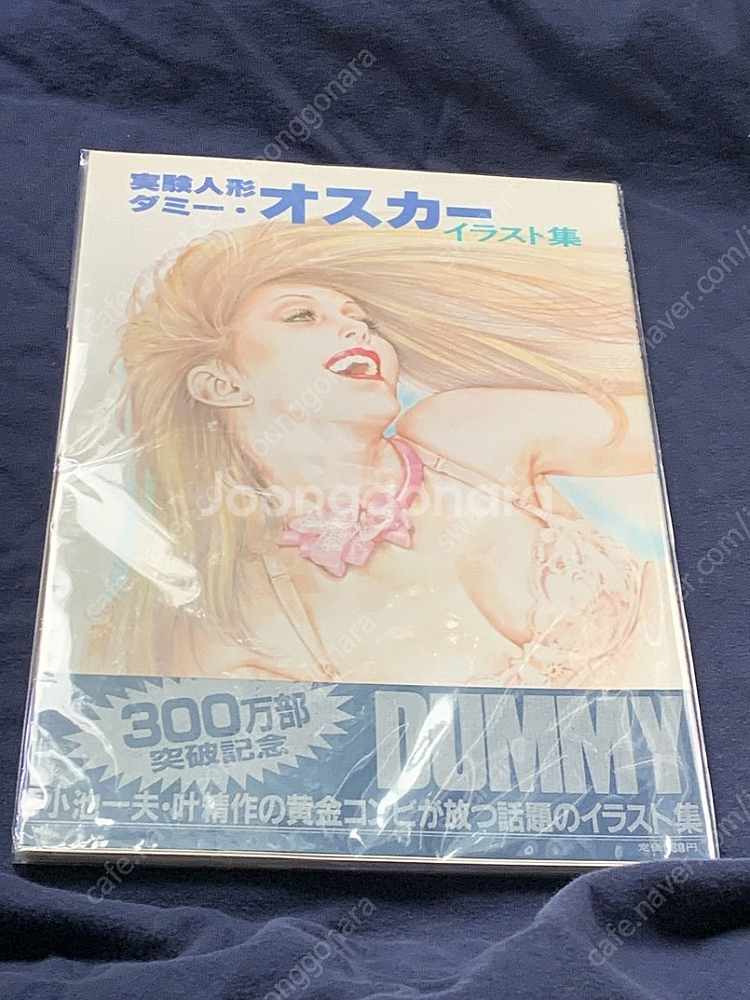 実験人形
ダミー・オスカー
イラスト集
Joonggonara
300万部
突破記念
DUMMY
小池一夫・叶精作の黄金コンビが放つ話題のイラスト集